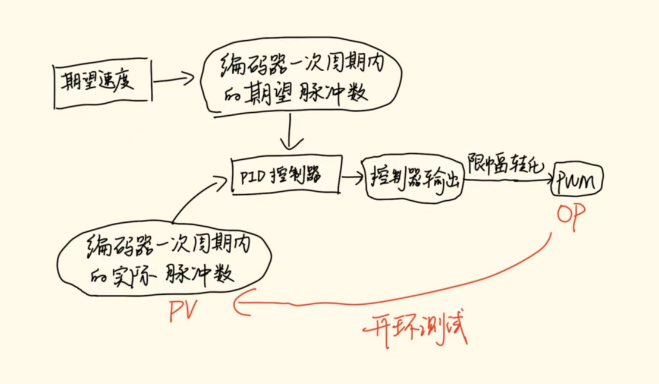 期望速度
编码器一次周期内
的期望脉冲数
PID控制器
控制器输出
限幅转化
PWM
OP
编码器一次周期内
的实际脉冲数
PV
开环测试